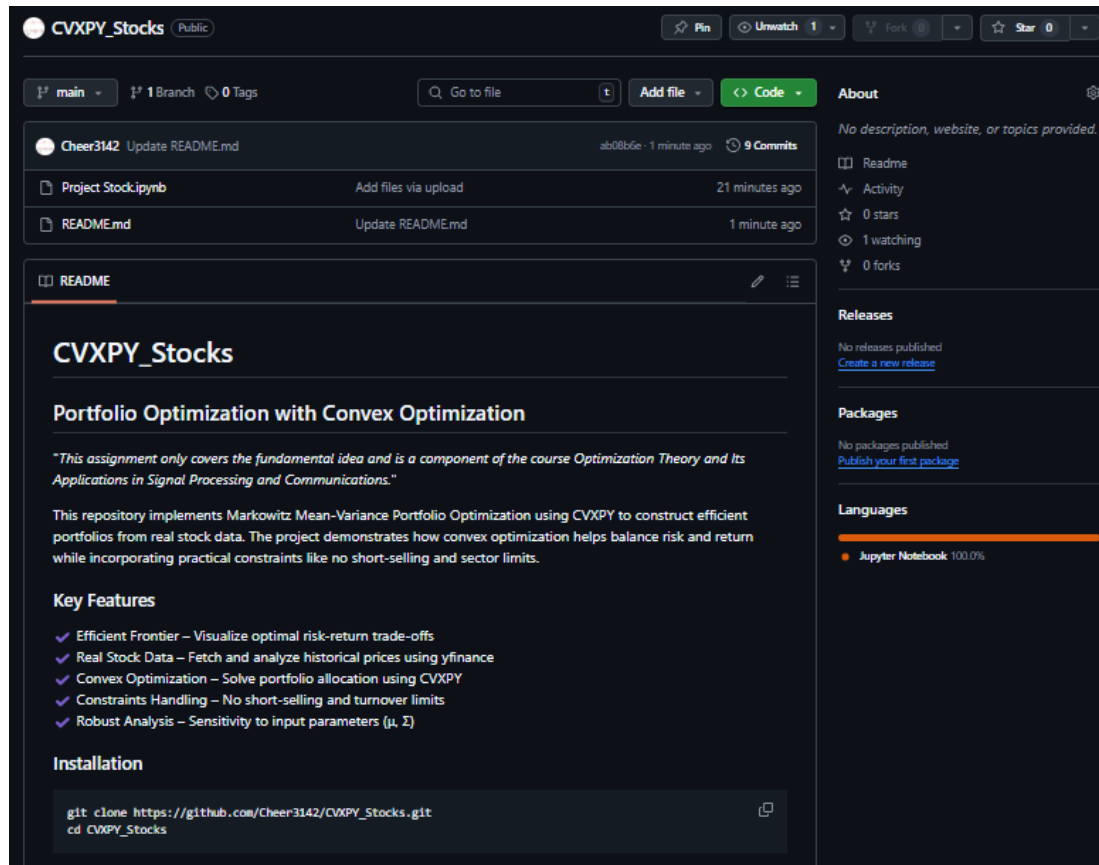 CVXPY_Stocks Public
Pin
Unwatch 1
Fork 0
Star 0
main
1 Branch
0 Tags
Go to file
t
Add file
<> Code
Cheer3142 Update README.md
ab08b6e · 1 minute ago
9 Commits
Project Stock.ipynb
Add files via upload
21 minutes ago
README.md
Update README.md
1 minute ago
README
CVXPY_Stocks
Portfolio Optimization with Convex Optimization
"This assignment only covers the fundamental idea and is a component of the course Optimization Theory and Its
Applications in Signal Processing and Communications."
This repository implements Markowitz Mean-Variance Portfolio Optimization using CVXPY to construct efficient
portfolios from real stock data. The project demonstrates how convex optimization helps balance risk and return
while incorporating practical constraints like no short-selling and sector limits.
Key Features
✔ Efficient Frontier – Visualize optimal risk-return trade-offs
✔ Real Stock Data – Fetch and analyze historical prices using yfinance
✔ Convex Optimization – Solve portfolio allocation using CVXPY
✔ Constraints Handling – No short-selling and turnover limits
✔ Robust Analysis – Sensitivity to input parameters (μ, Σ)
Installation
git clone https://github.com/Cheer3142/CVXPY_Stocks.git
cd CVXPY_Stocks
About
No description, website, or topics provided.
Readme
Activity
0 stars
1 watching
0 forks
Releases
No releases published
Create a new release
Packages
No packages published
Publish your first package
Languages
Jupyter Notebook 100.0%